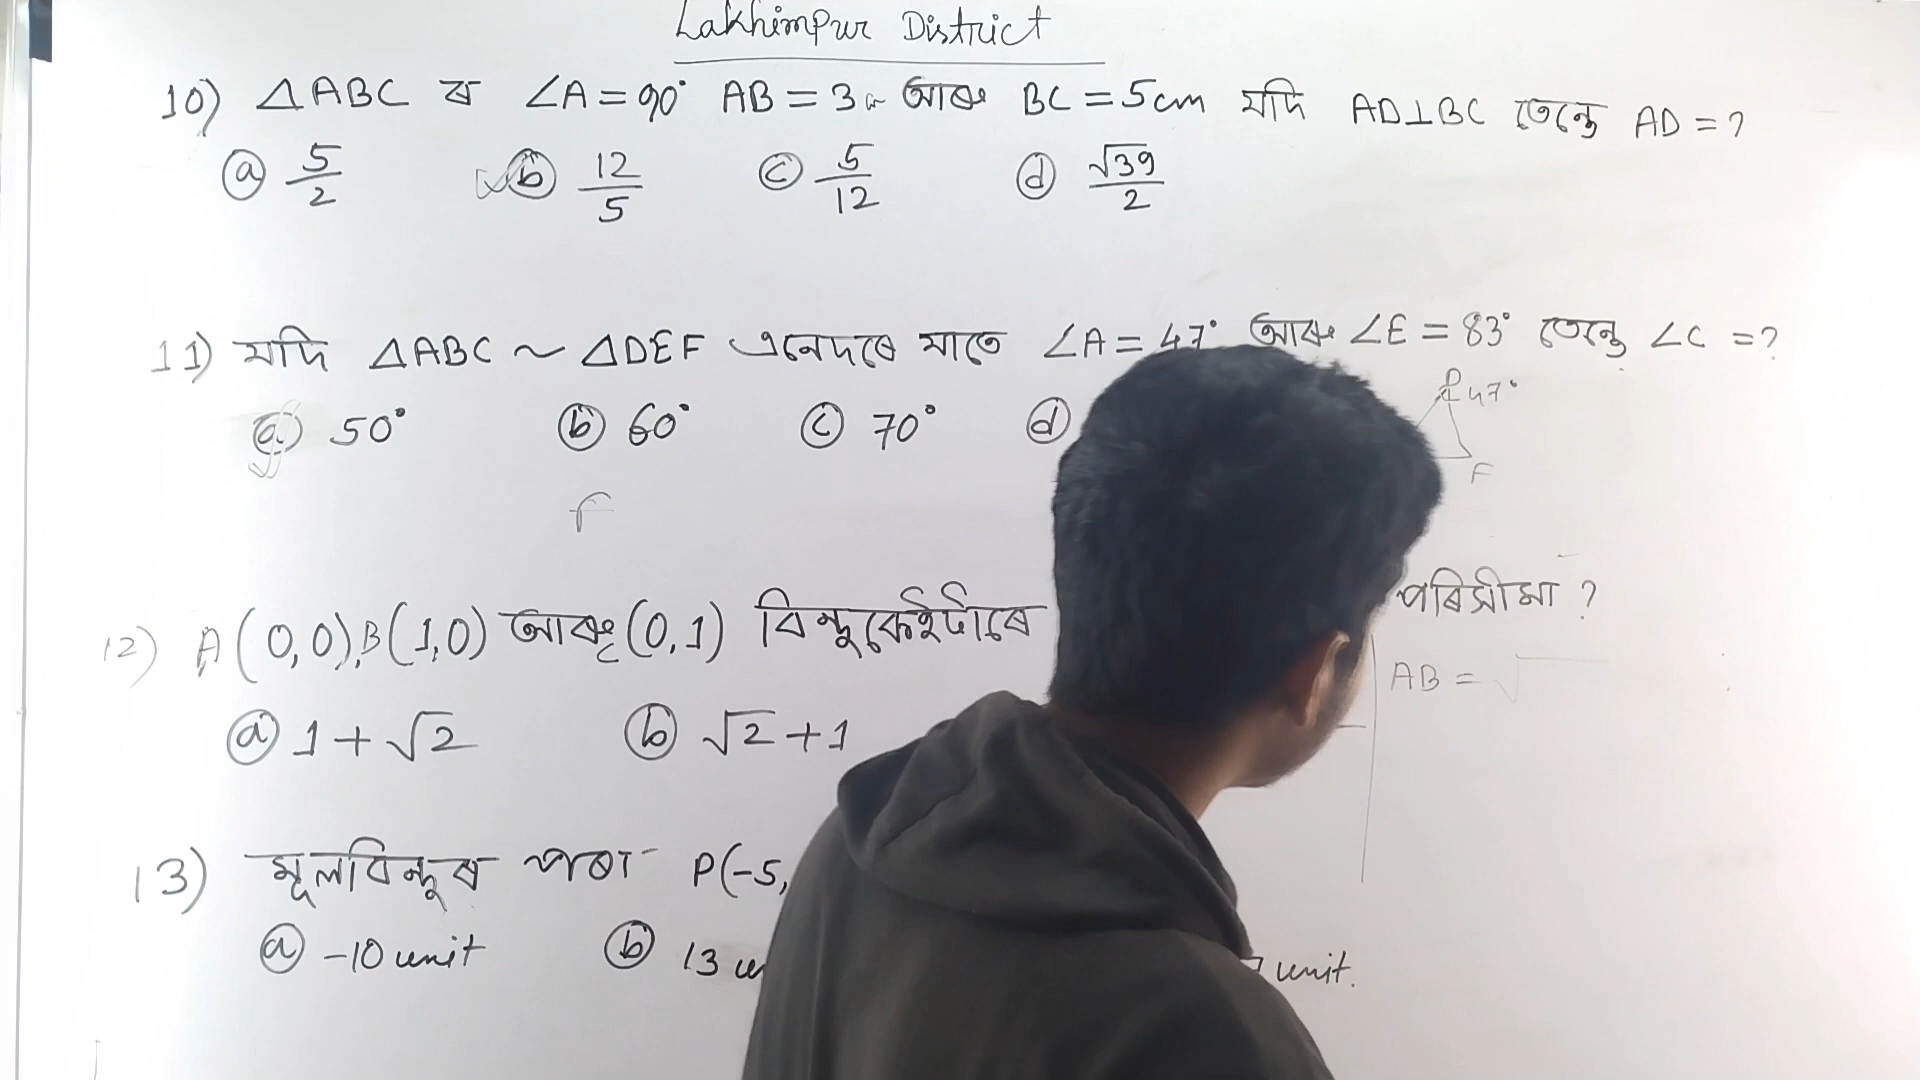 Lakhimpur District
10) △ABC ৰ ∠A = 90° AB = 3 আৰু BC = 5cm যদি AD⊥BC তেন্তে AD = ?
ⓐ 5/2 ⓑ 12/5 ⓒ 5/12 ⓓ √39/2
11) যদি △ABC ~ △DEF এনেদৰে যাতে ∠A = 47° আৰু ∠E = 83° তেন্তে ∠C = ?
ⓐ 50° ⓑ 60° ⓒ 70° ⓓ
47°
F
12) A(0,0), B(1,0) আৰু (0,1) বিন্দুকেইটাৰে পৰিসীমা ?
AB = √
ⓐ 1 + √2 ⓑ √2 + 1
13) মূলবিন্দুৰ পৰা P(-5,
ⓐ -10 unit ⓑ 13 unit.